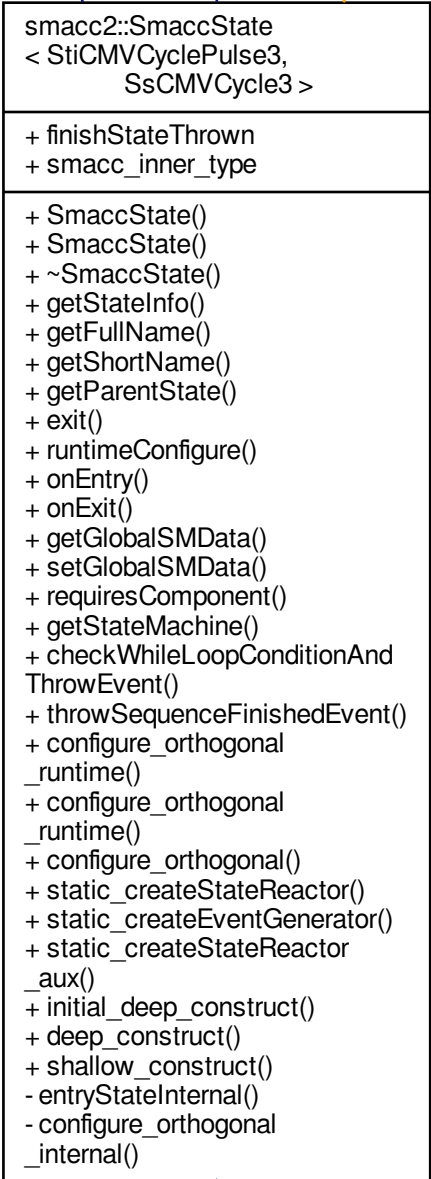 smacc2::SmaccState
< StiCMVCyclePulse3,
SsCMVCycle3 >
+ finishStateThrown
+ smacc_inner_type
+ SmaccState()
+ SmaccState()
+ ~SmaccState()
+ getStateInfo()
+ getFullName()
+ getShortName()
+ getParentState()
+ exit()
+ runtimeConfigure()
+ onEntry()
+ onExit()
+ getGlobalSMData()
+ setGlobalSMData()
+ requiresComponent()
+ getStateMachine()
+ checkWhileLoopConditionAnd
ThrowEvent()
+ throwSequenceFinishedEvent()
+ configure_orthogonal
_runtime()
+ configure_orthogonal
_runtime()
+ configure_orthogonal()
+ static_createStateReactor()
+ static_createEventGenerator()
+ static_createStateReactor
_aux()
+ initial_deep_construct()
+ deep_construct()
+ shallow_construct()
- entryStateInternal()
- configure_orthogonal
_internal()